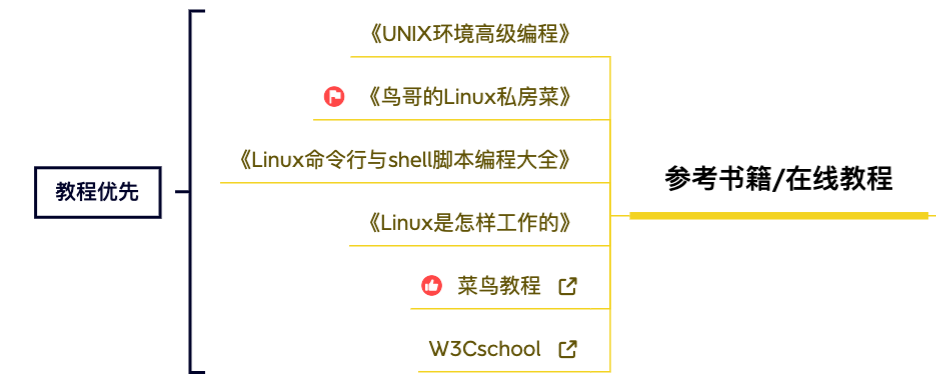 《UNIX环境高级编程》
《鸟哥的Linux私房菜》
《Linux命令行与shell脚本编程大全》
教程优先
参考书籍/在线教程
《Linux是怎样工作的》
菜鸟教程
W3Cschool